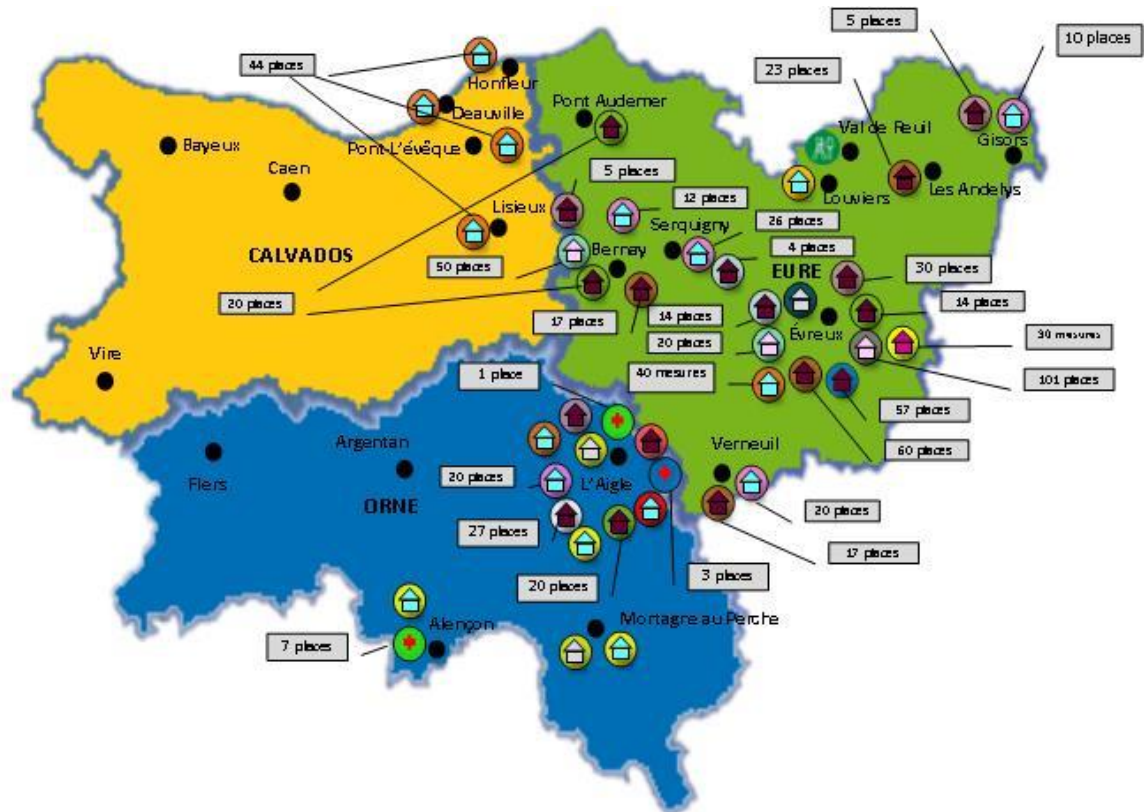 5 places
10 places
44 places
23 places
Honfleur
Deauville
Pont Audemer
Val de Reuil
Gisors
Bayeux
Pont-L'évêque
Caen
5 places
Louviers
Les Andelys
12 places
Lisieux
Serquigny
26 places
CALVADOS
Bernay
4 places
50 places
EURE
30 places
20 places
17 places
14 places
14 places
Évreux
20 places
30 mesures
Vire
1 place
40 mesures
101 places
57 places
Argentan
Verneuil
60 places
Flers
20 places
L'Aigle
ORNE
20 places
27 places
17 places
20 places
3 places
Mortagne au Perche
Alençon
7 places